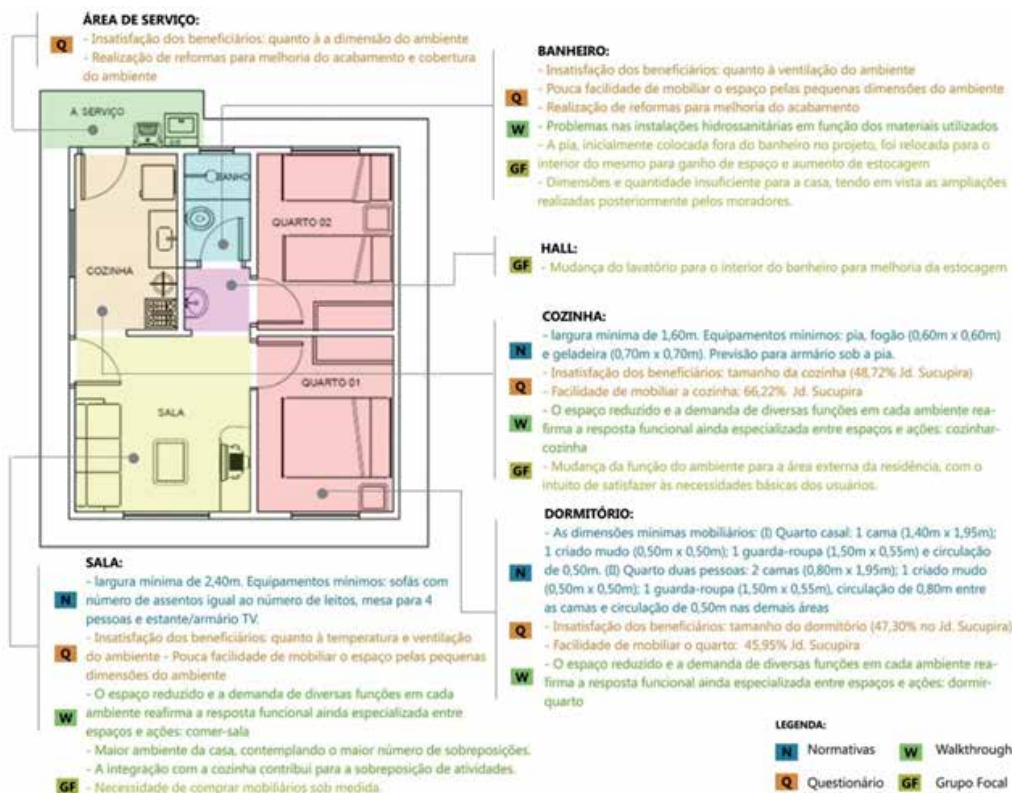 ÁREA DE SERVIÇO:
Q
- Insatisfação dos beneficiários: quanto à a dimensão do ambiente
- Realização de reformas para melhoria do acabamento e cobertura
do ambiente
BANHEIRO:
- Insatisfação dos beneficiários: quanto à ventilação do ambiente
Q
- Pouca facilidade de mobiliar o espaço pelas pequenas dimensões do ambiente
- Realização de reformas para melhoria do acabamento
W
- Problemas nas instalações hidrossanitárias em função dos materiais utilizados
- A pia, inicialmente colocada fora do banheiro no projeto, foi relocada para o
GF
interior do mesmo para ganho de espaço e aumento de estocagem
- Dimensões e quantidade insuficiente para a casa, tendo em vista as ampliações
realizadas posteriormente pelos moradores.
HALL:
GF
- Mudança do lavatório para o interior do banheiro para melhoria da estocagem
COZINHA:
- largura mínima de 1,60m. Equipamentos mínimos: pia, fogão (0,60m x 0,60m)
N
e geladeira (0,70m x 0,70m). Previsão para armário sob a pia.
Q
- Insatisfação dos beneficiários: tamanho da cozinha (48,72% Jd. Sucupira)
- Facilidade de mobiliar a cozinha: 66,22% Jd. Sucupira
W
- O espaço reduzido e a demanda de diversas funções em cada ambiente rea-
firma a resposta funcional ainda especializada entre espaços e ações: cozinhar-
cozinha
GF
- Mudança da função do ambiente para a área externa da residência, com o
intuito de satisfazer às necessidades básicas dos usuários.
DORMITÓRIO:
- As dimensões mínimas mobiliários: (I) Quarto casal: 1 cama (1,40m x 1,95m);
1 criado mudo (0,50m x 0,50m); 1 guarda-roupa (1,50m x 0,55m) e circulação
N
de 0,50m. (II) Quarto duas pessoas: 2 camas (0,80m x 1,95m); 1 criado mudo
(0,50m x 0,50m); 1 guarda-roupa (1,50m x 0,55m), circulação de 0,80m entre
as camas e circulação de 0,50m nas demais áreas
Q
- Insatisfação dos beneficiários: tamanho do dormitório (47,30% no Jd. Sucupira)
- Facilidade de mobiliar o quarto: 45,95% Jd. Sucupira
W
- O espaço reduzido e a demanda de diversas funções em cada ambiente rea-
firma a resposta funcional ainda especializada entre espaços e ações: dormir-
quarto
A. SERVIÇO
BANHO
QUARTO 02
COZINHA
QUARTO 01
SALA
SALA:
- largura mínima de 2,40m. Equipamentos mínimos: sofás com
N
número de assentos igual ao número de leitos, mesa para 4
pessoas e estante/armário TV.
- Insatisfação dos beneficiários: quanto à temperatura e ventilação
Q
do ambiente - Pouca facilidade de mobiliar o espaço pelas pequenas
dimensões do ambiente
- O espaço reduzido e a demanda de diversas funções em cada
W
ambiente reafirma a resposta funcional ainda especializada entre
espaços e ações: comer-sala
- Maior ambiente da casa, contemplando o maior número de sobreposições.
- A integração com a cozinha contribui para a sobreposição de atividades.
GF
- Necessidade de comprar mobiliários sob medida.
LEGENDA:
N Normativas
W Walkthrough
Q Questionário
GF Grupo Focal